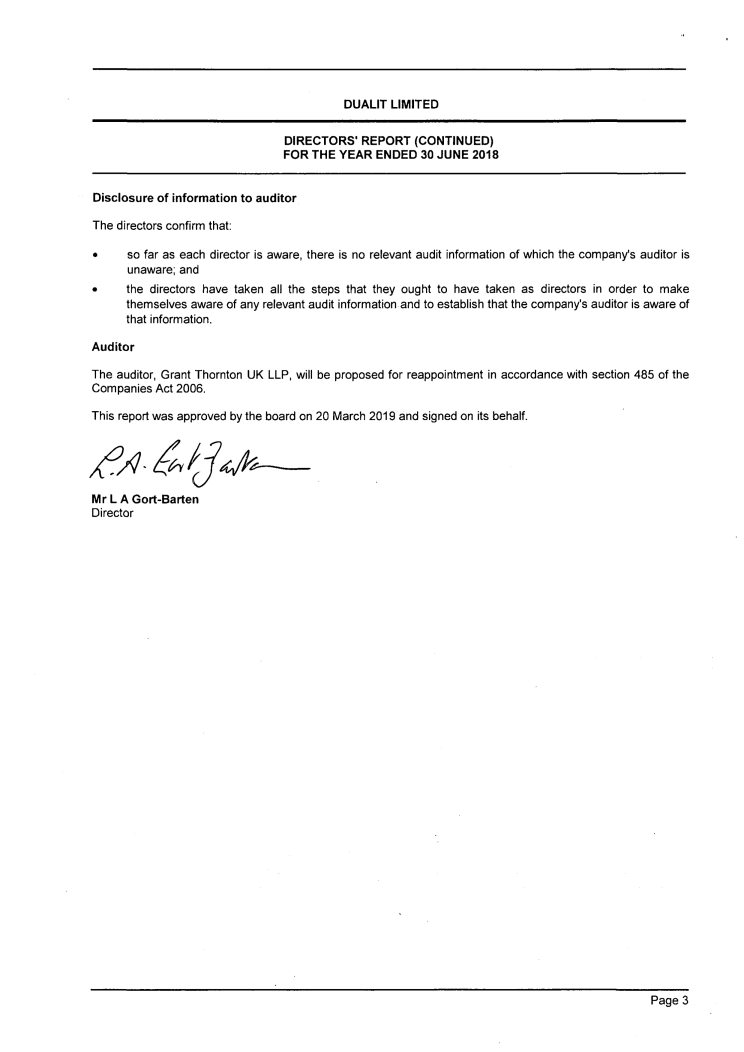 DUALIT LIMITED
DIRECTORS' REPORT (CONTINUED)
FOR THE YEAR ENDED 30 JUNE 2018
Disclosure of information to auditor
The directors confirm that:
• so far as each director is aware, there is no relevant audit information of which the company's auditor is
unaware; and
• the directors have taken all the steps that they ought to have taken as directors in order to make
themselves aware of any relevant audit information and to establish that the company's auditor is aware of
that information.
Auditor
The auditor, Grant Thornton UK LLP, will be proposed for reappointment in accordance with section 485 of the
Companies Act 2006.
This report was approved by the board on 20 March 2019 and signed on its behalf.
Mr L A Gort-Barten
Director
Page 3